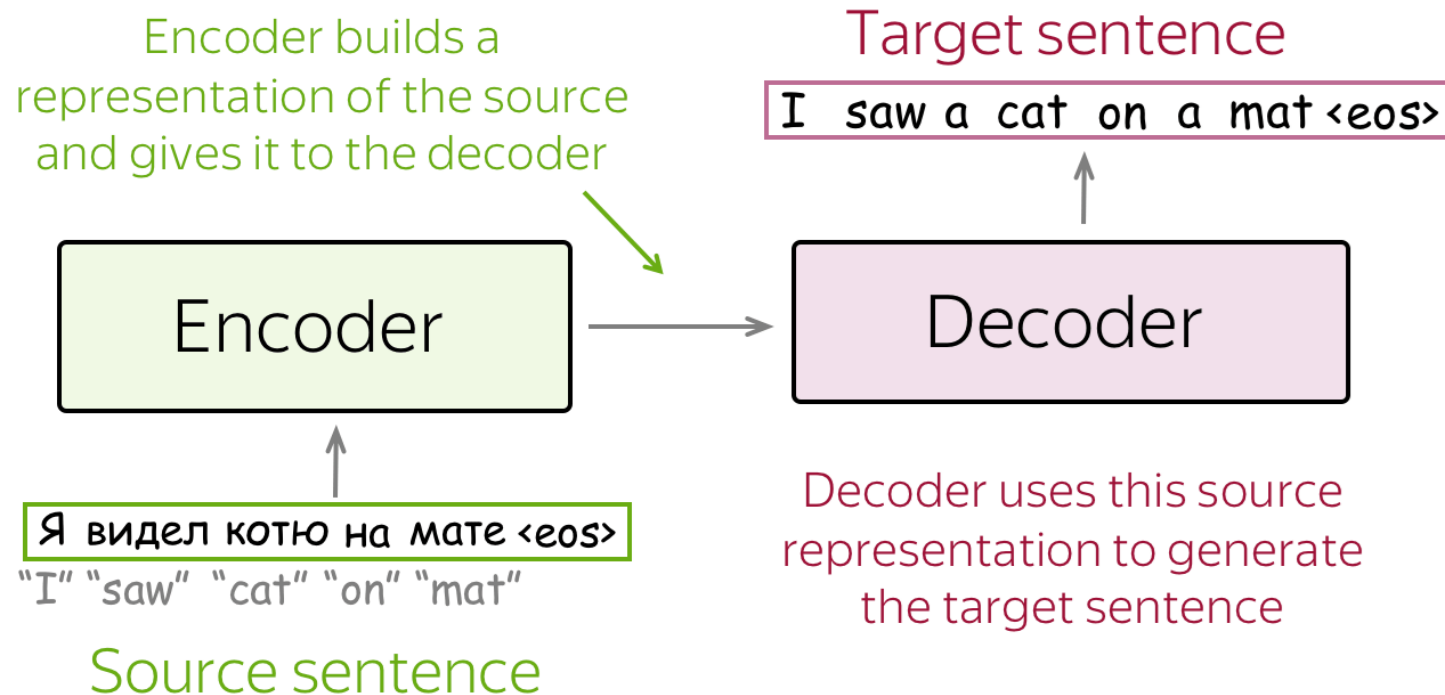 Encoder builds a
representation of the source
and gives it to the decoder
Target sentence
I saw a cat on a mat <eos>
Encoder
Decoder
Я видел котю на мате <eos>
“I” “saw” “cat” “on” “mat”
Source sentence
Decoder uses this source
representation to generate
the target sentence